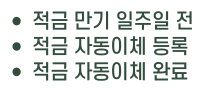 • 적금 만기 일주일 전
• 적금 자동이체 등록
• 적금 자동이체 완료